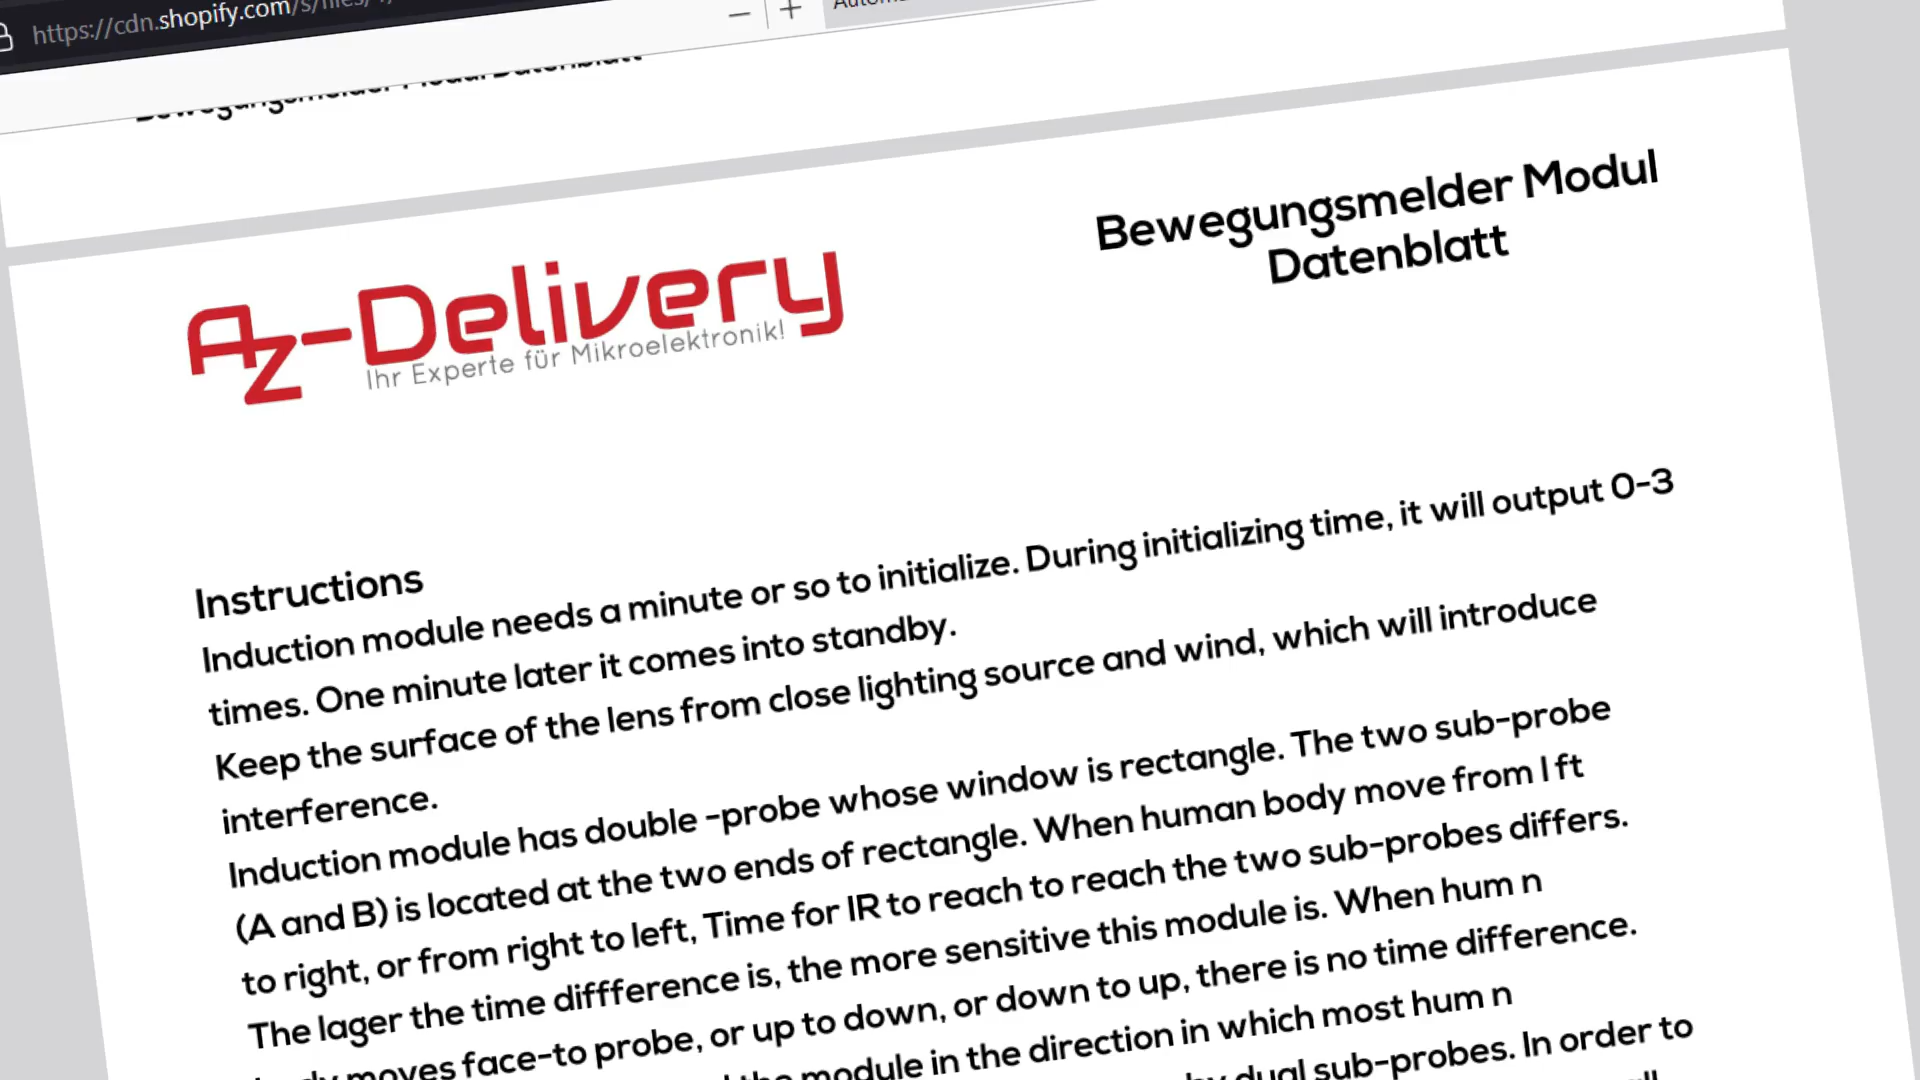 https://cdn.shopify.com/s/files/
Bewegungsmelder Modul Datenblatt
Az-Delivery
Ihr Experte für Mikroelektronik!
Bewegungsmelder Modul
Datenblatt
Instructions
Induction module needs a minute or so to initialize. During initializing time, it will output 0-3
times. One minute later it comes into standby.
Keep the surface of the lens from close lighting source and wind, which will introduce
interference.
Induction module has double -probe whose window is rectangle. The two sub-probe
(A and B) is located at the two ends of rectangle. When human body move from l ft
to right, or from right to left, Time for IR to reach to reach the two sub-probes differs.
The lager the time diffference is, the more sensitive this module is. When hum n
moves face-to probe, or up to down, or down to up, there is no time difference.
the module in the direction in which most hum n
by dual sub-probes. In order to